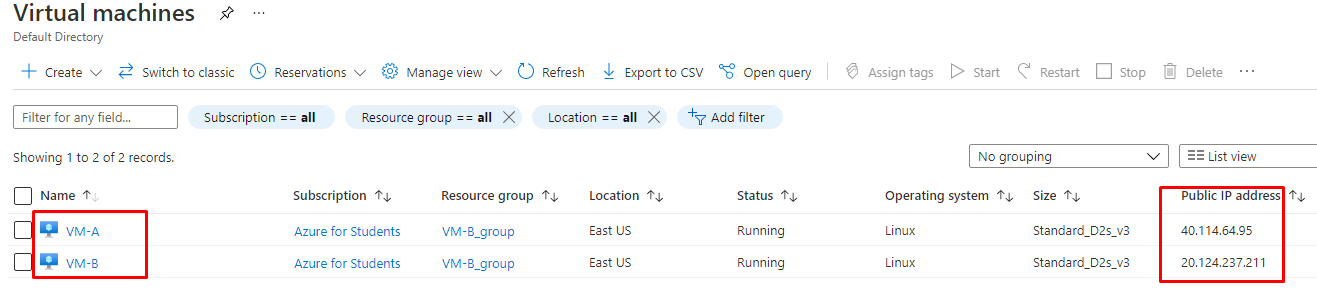 Virtual machines
Default Directory
Create Switch to classic Reservations Manage view Refresh Export to CSV Open query Assign tags Start Restart Stop Delete
Filter for any field... Subscription == all Resource group == all Location == all Add filter
Showing 1 to 2 of 2 records. No grouping List view
Name Subscription Resource group Location Status Operating system Size Public IP address
VM-A Azure for Students VM-B_group East US Running Linux Standard_D2s_v3 40.114.64.95
VM-B Azure for Students VM-B_group East US Running Linux Standard_D2s_v3 20.124.237.211